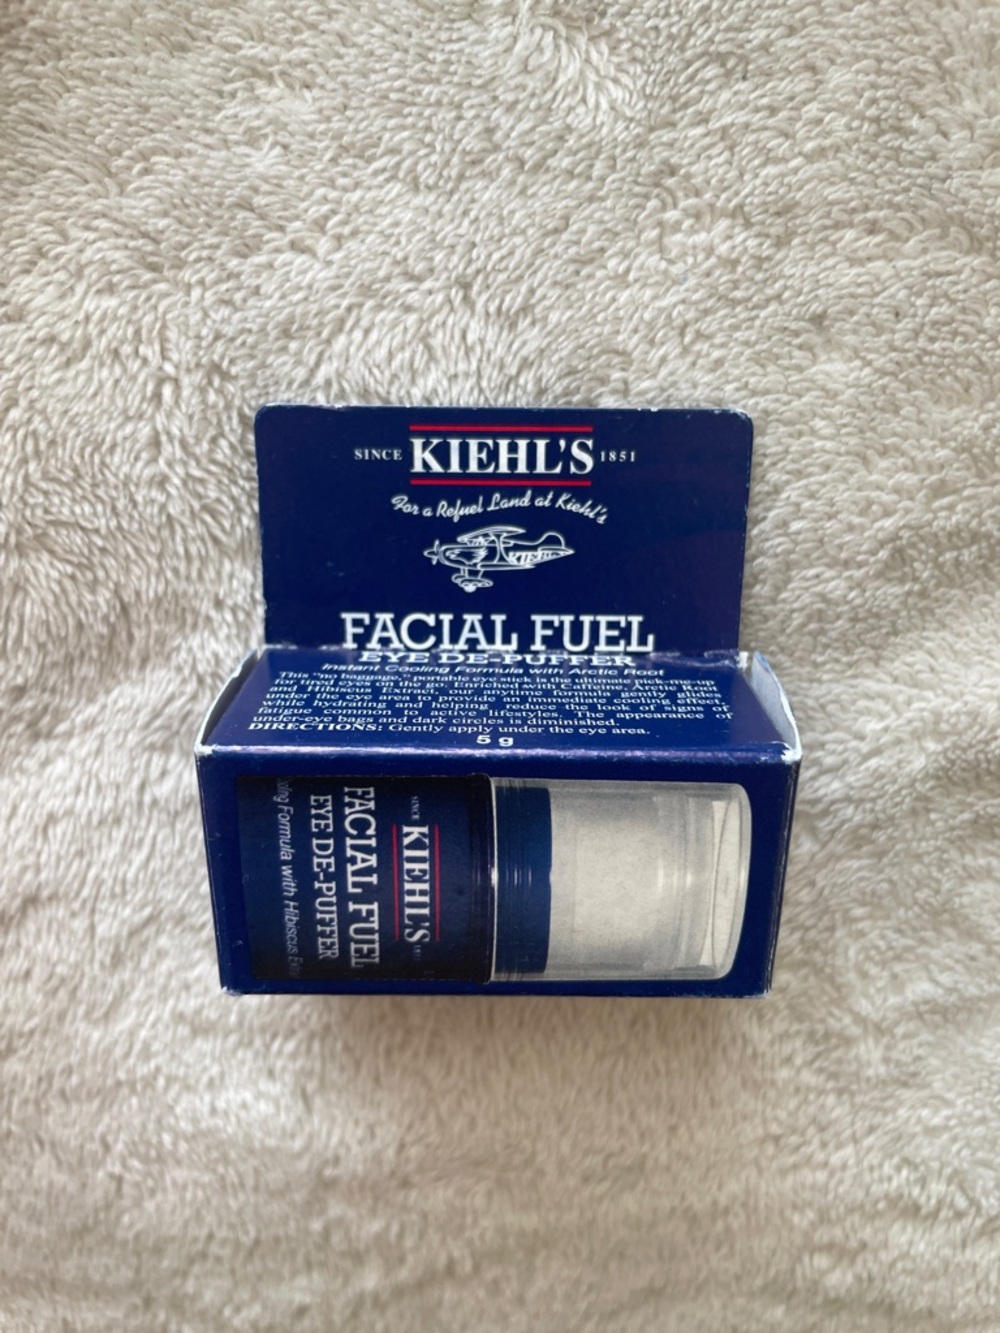 SINCE KIEHL'S 1851
For a Refuel Land at Kiehl's
KIEHL'S
FACIAL FUEL
EYE DE-PUFFER
Instant Cooling Formula with Arctic Root
This "no baggage," portable eye stick is the ultimate pick-me-up
for tired eyes on the go. Enriched with Caffeine, Arctic Root
and Hibiscus Extract, our anytime formula gently glides
under the eye area to provide an immediate cooling effect,
while hydrating and helping reduce the look of signs of
fatigue common to active lifestyles. The appearance of
under-eye bags and dark circles is diminished.
DIRECTIONS: Gently apply under the eye area.
5 g
SINCE KIEHL'S
FACIAL FUEL
EYE DE-PUFFER
Formula with Hibiscus